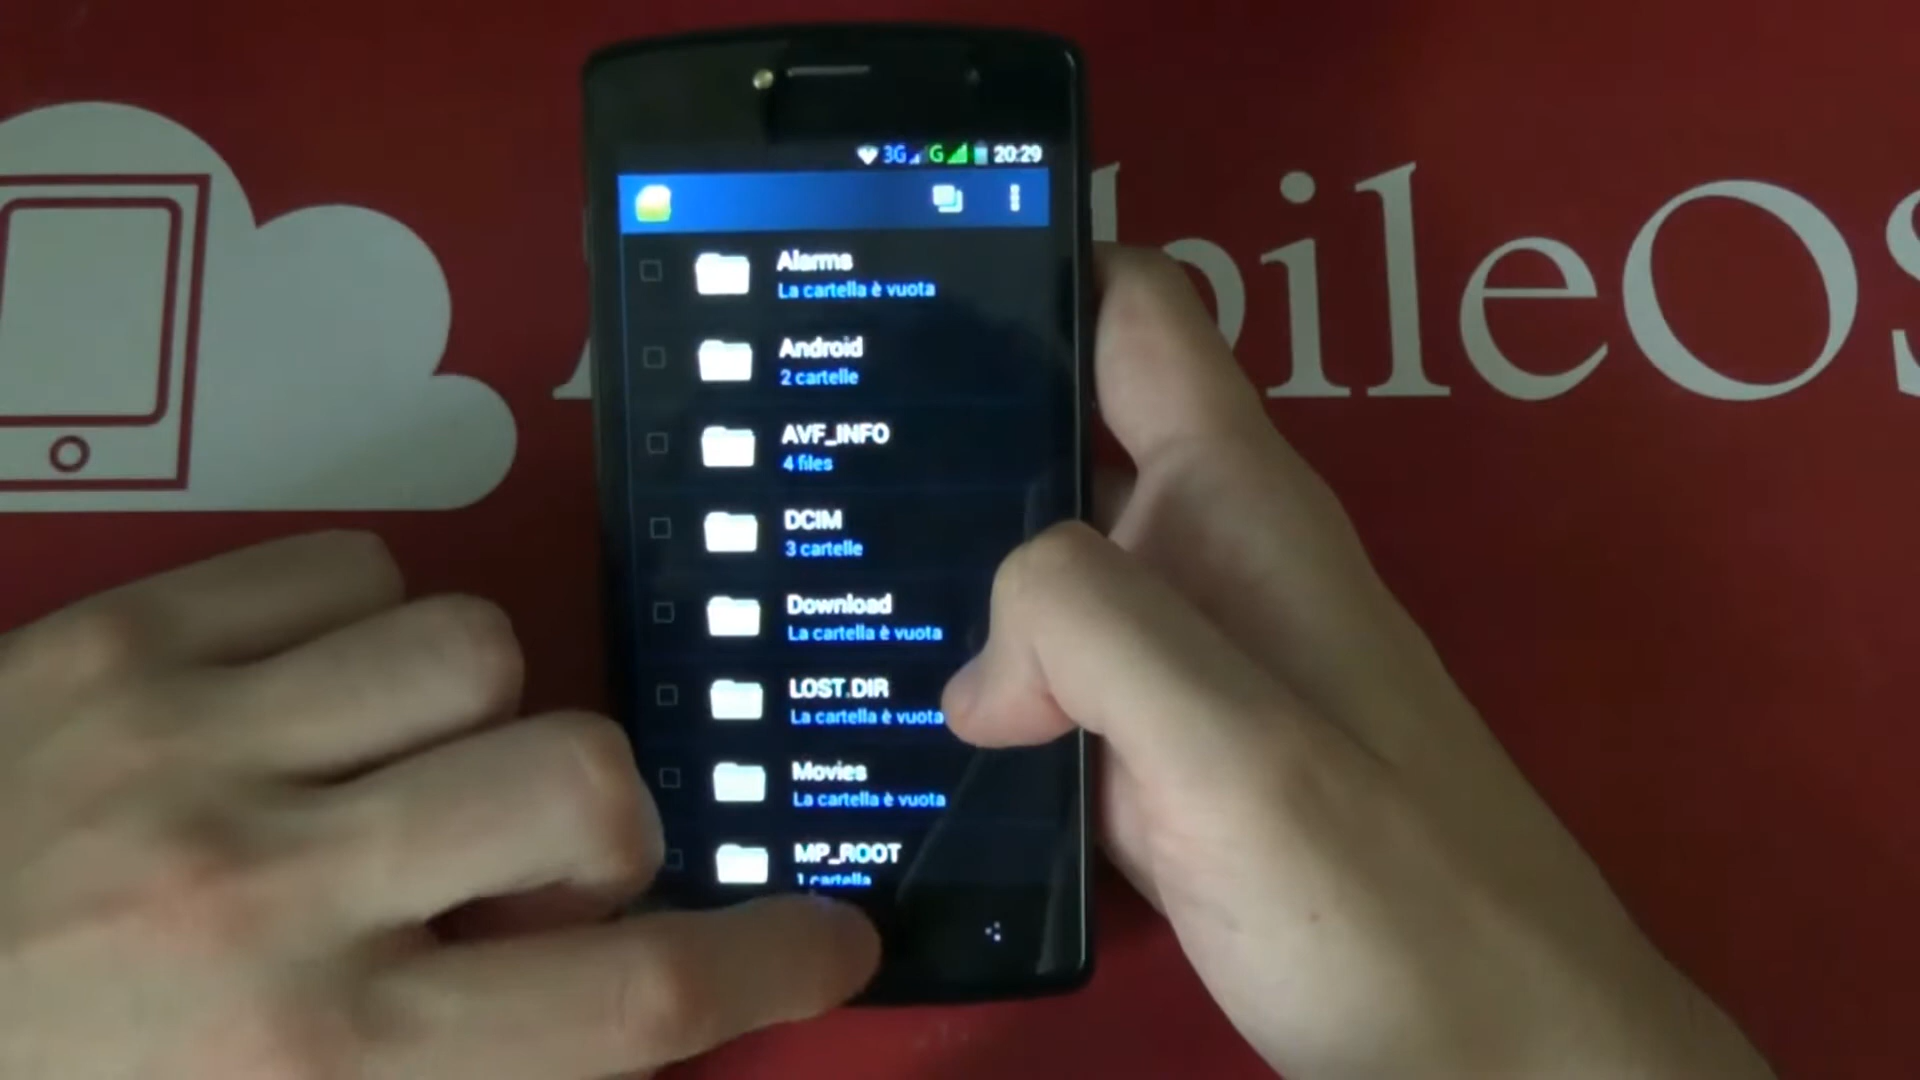 3G G 20:29
Alarms
La cartella è vuota
Android
2 cartelle
AVF_INFO
4 files
DCIM
3 cartelle
Download
La cartella è vuota
LOST.DIR
La cartella è vuota
Movies
La cartella è vuota
MP_ROOT
1 cartella
bileOS